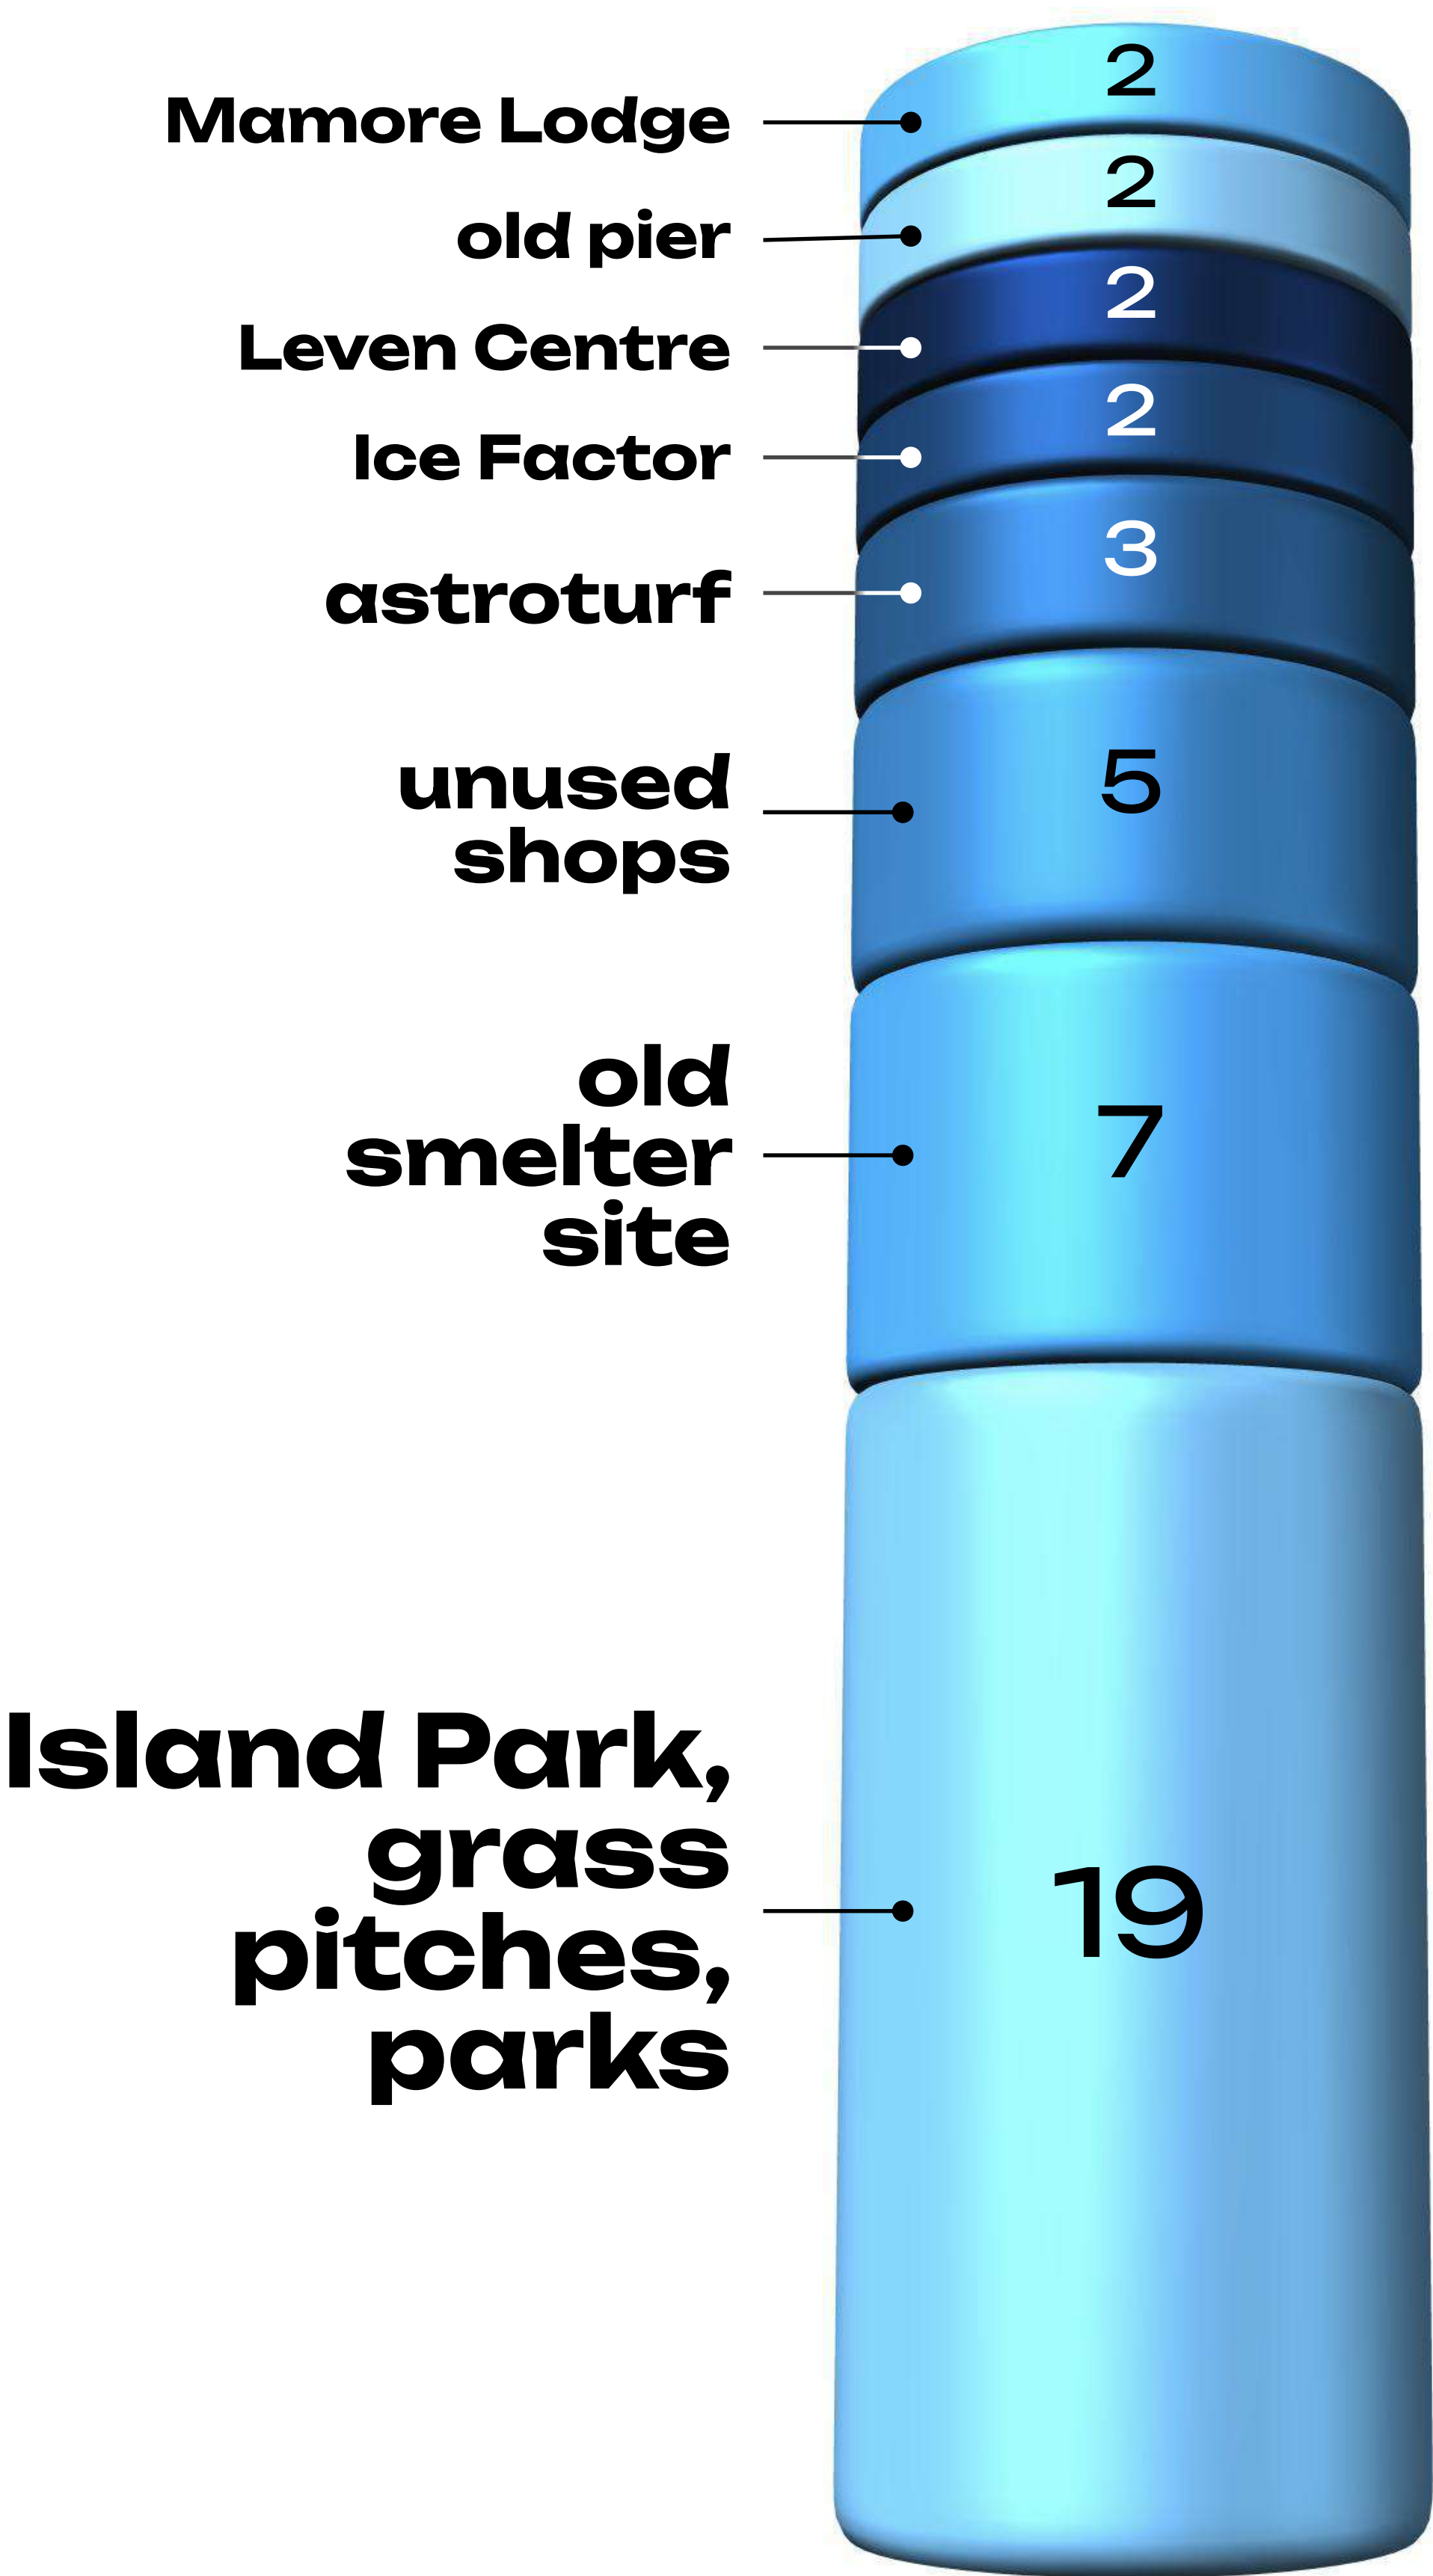 Mamore Lodge
2
old pier
2
Leven Centre
2
Ice Factor
2
astroturf
3
unused
shops
5
old
smelter
site
7
Island Park,
grass
pitches,
parks
19